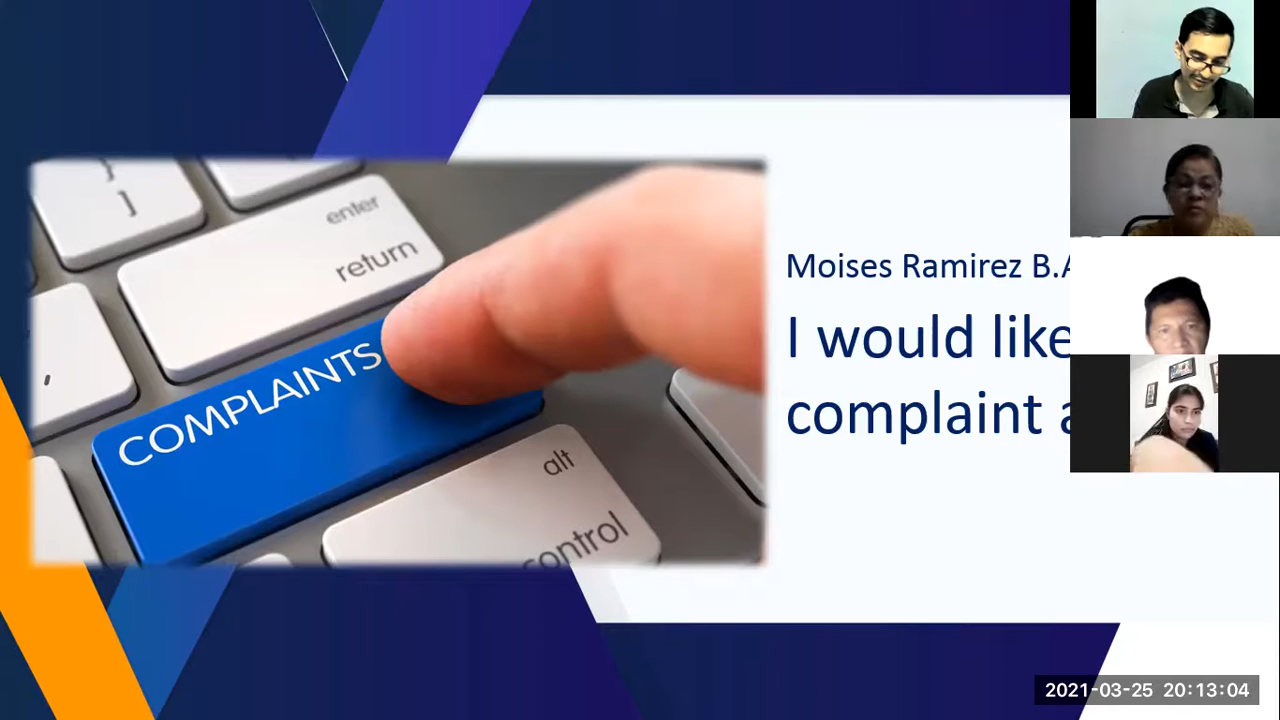 }
]
enter
return
COMPLAINTS
alt
control
Moises Ramirez B.A
I would like
complaint a
2021-03-25 20:13:04